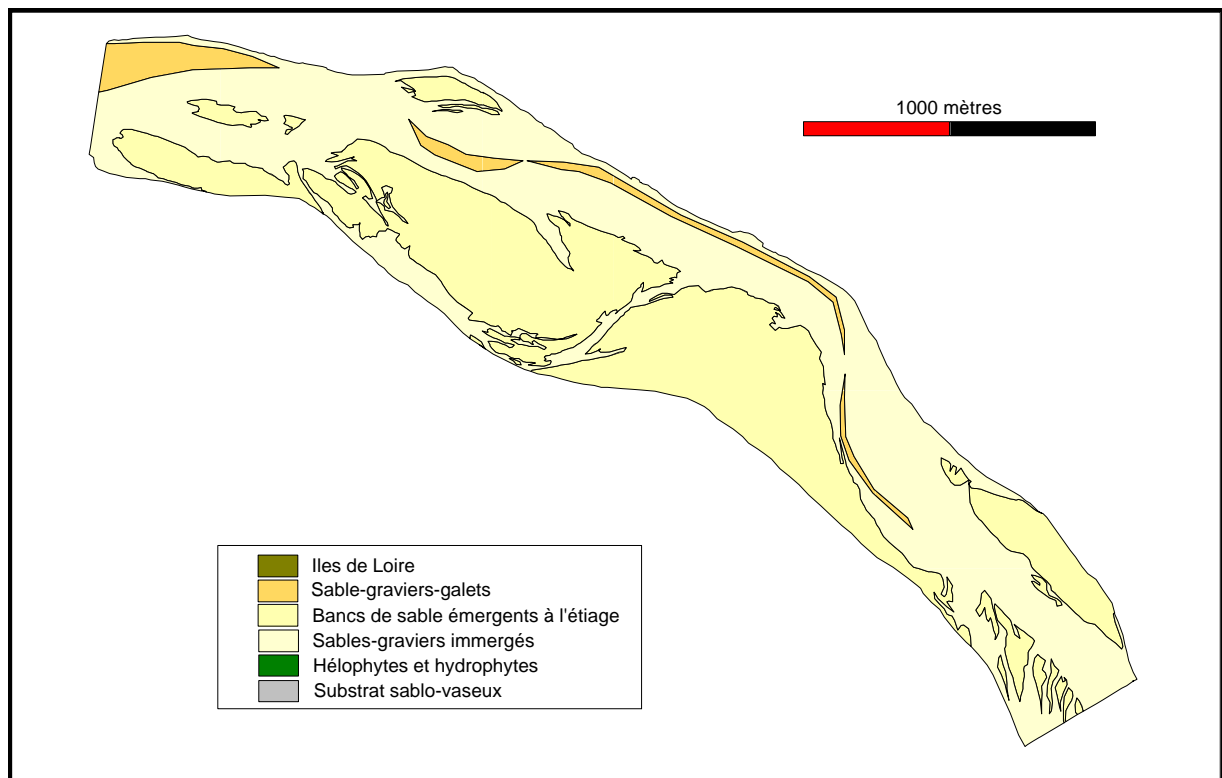 1000 mètres
Iles de Loire
Sable-graviers-galets
Bancs de sable émergents à l'étiage
Sables-graviers immergés
Hélophytes et hydrophytes
Substrat sablo-vaseux